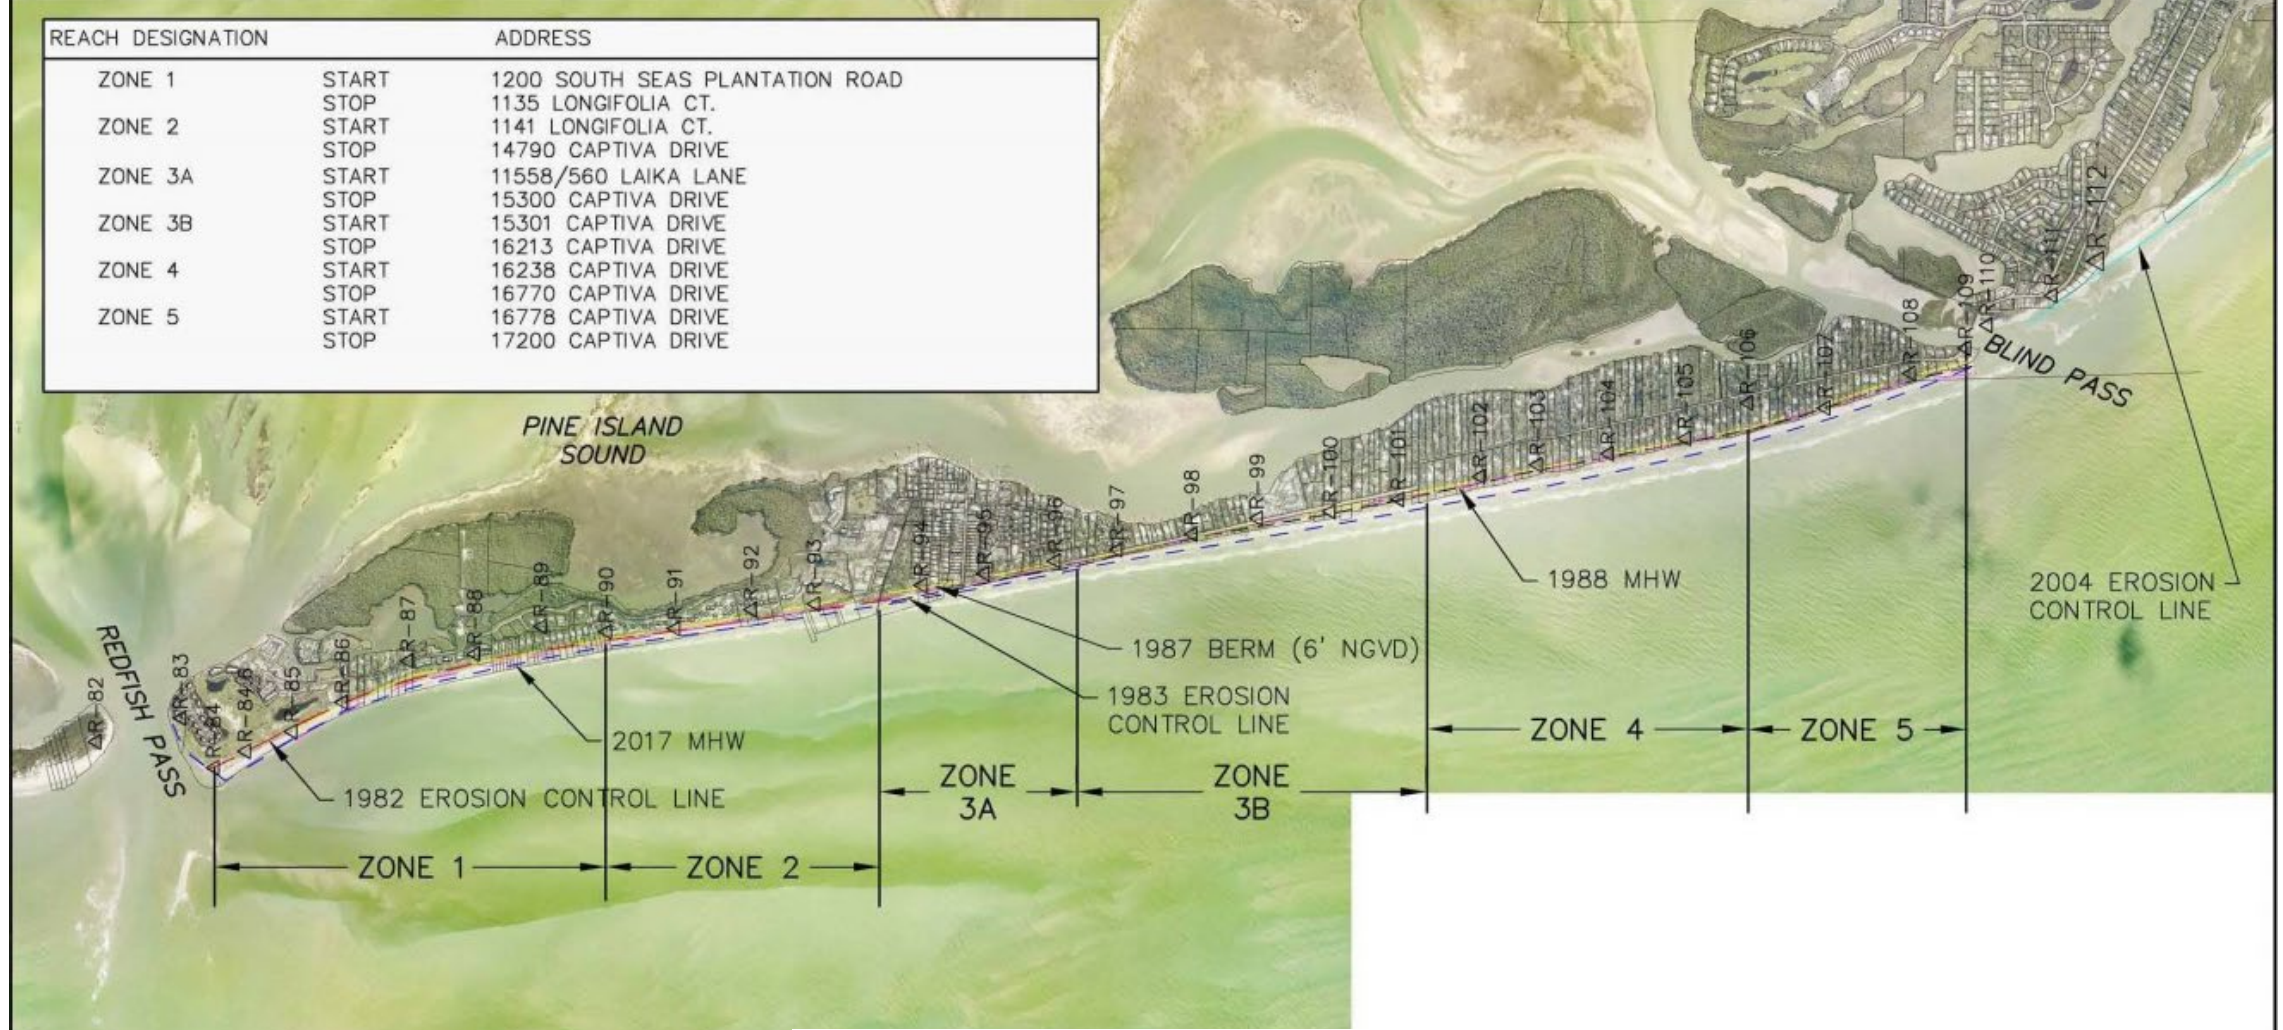 REACH DESIGNATION ADDRESS
ZONE 1 START 1200 SOUTH SEAS PLANTATION ROAD
STOP 1135 LONGIFOLIA CT.
ZONE 2 START 1141 LONGIFOLIA CT.
STOP 14790 CAPTIVA DRIVE
ZONE 3A START 11558/560 LAIKA LANE
STOP 15300 CAPTIVA DRIVE
ZONE 3B START 15301 CAPTIVA DRIVE
STOP 16213 CAPTIVA DRIVE
ZONE 4 START 16238 CAPTIVA DRIVE
STOP 16770 CAPTIVA DRIVE
ZONE 5 START 16778 CAPTIVA DRIVE
STOP 17200 CAPTIVA DRIVE
PINE ISLAND
SOUND
REDFISH PASS
BLIND PASS
R-82
R-83
R-84
R-84.6
R-85
R-86
R-87
R-88
R-89
R-90
R-91
R-92
R-93
R-94
R-95
R-96
R-97
R-98
R-99
R-100
R-101
R-102
R-103
R-104
R-105
R-106
R-107
R-108
R-109
R-110
R-111
R-112
1988 MHW
2004 EROSION
CONTROL LINE
1987 BERM (6' NGVD)
1983 EROSION
CONTROL LINE
2017 MHW
1982 EROSION CONTROL LINE
ZONE 4
ZONE 5
ZONE
3A
ZONE
3B
ZONE 1
ZONE 2